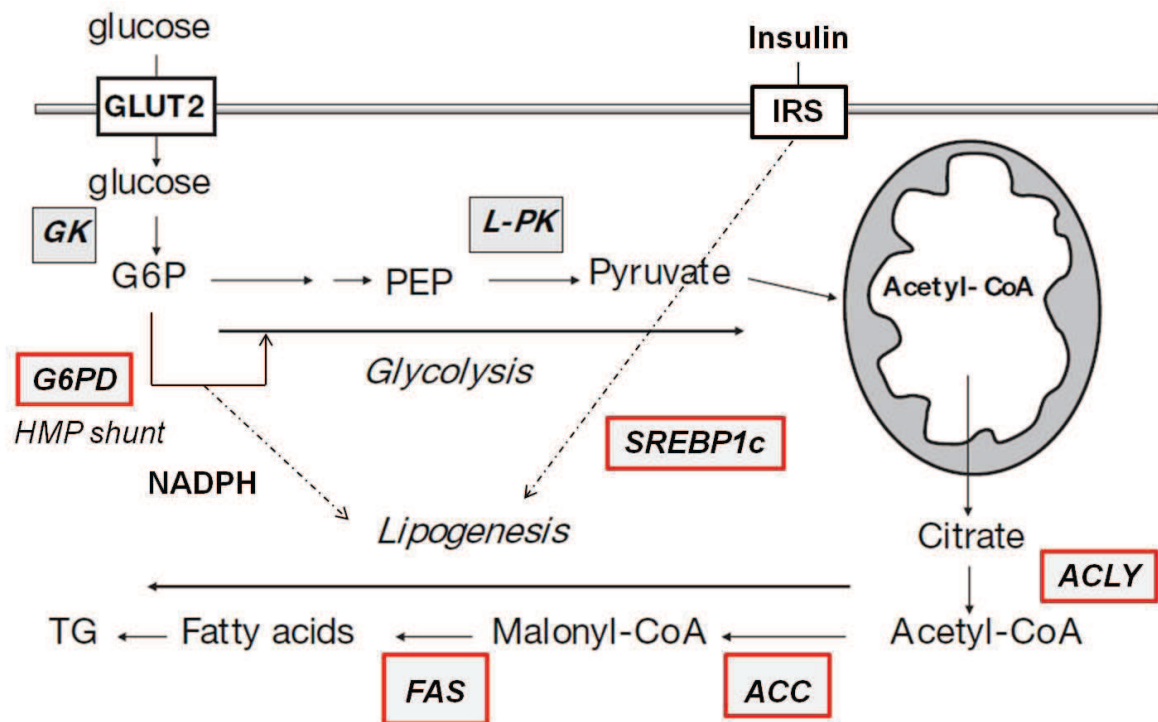 glucose
Insulin
GLUT2
IRS
glucose
GK
L-PK
G6P
PEP
Pyruvate
Acetyl- CoA
G6PD
Glycolysis
HMP shunt
SREBP1c
NADPH
Lipogenesis
Citrate
ACLY
TG
Fatty acids
Malonyl-CoA
Acetyl-CoA
FAS
ACC